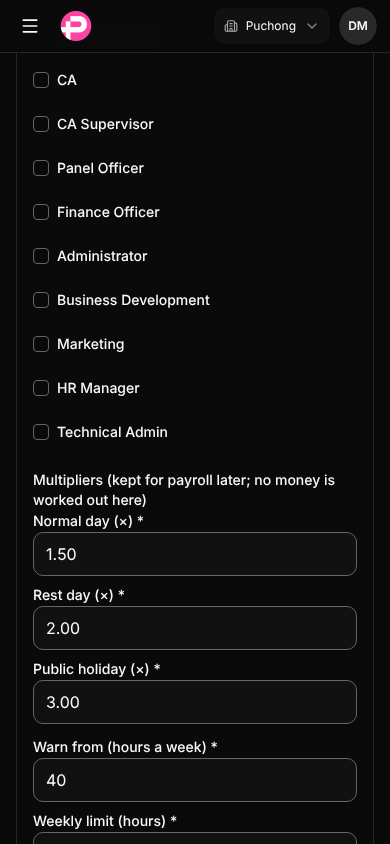 Puchong
DM
CA
CA Supervisor
Panel Officer
Finance Officer
Administrator
Business Development
Marketing
HR Manager
Technical Admin
Multipliers (kept for payroll later; no money is
worked out here)
Normal day (×) *
1.50
Rest day (×) *
2.00
Public holiday (×) *
3.00
Warn from (hours a week) *
40
Weekly limit (hours) *